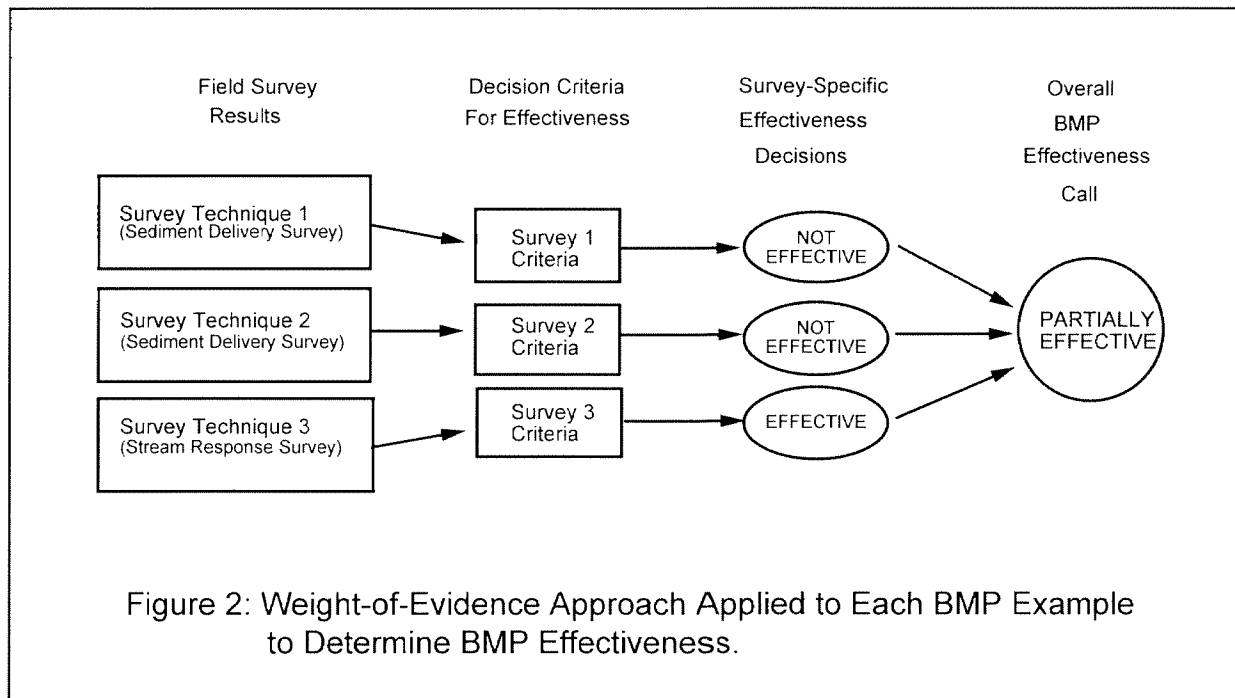 Field Survey
Results
Decision Criteria
For Effectiveness
Survey-Specific
Effectiveness
Decisions
Overall
BMP
Effectiveness
Call
Survey Technique 1
(Sediment Delivery Survey)
Survey 1
Criteria
NOT
EFFECTIVE
Survey Technique 2
(Sediment Delivery Survey)
Survey 2
Criteria
NOT
EFFECTIVE
PARTIALLY
EFFECTIVE
Survey Technique 3
(Stream Response Survey)
Survey 3
Criteria
EFFECTIVE
Figure 2: Weight-of-Evidence Approach Applied to Each BMP Example
to Determine BMP Effectiveness.